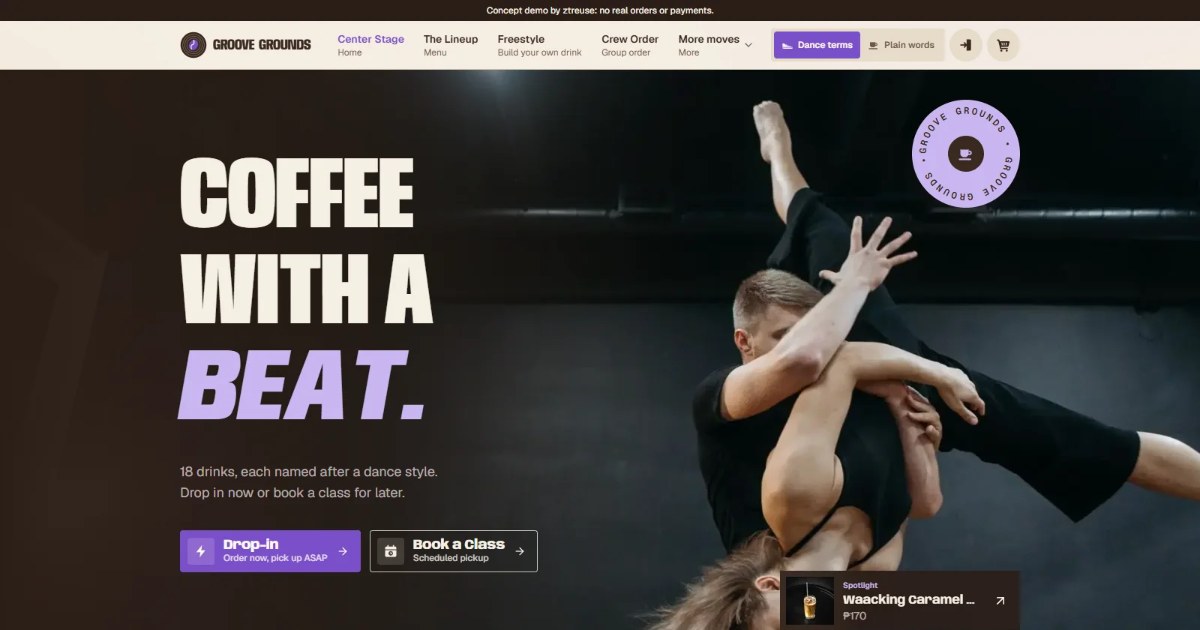 Concept demo by ztreuse: no real orders or payments.
GROOVE GROUNDS
Center Stage
Home
The Lineup
Menu
Freestyle
Build your own drink
Crew Order
Group order
More moves
More
Dance terms
Plain words
GROOVE GROUNDS • GROOVE GROUNDS •
COFFEE
WITH A
BEAT.
18 drinks, each named after a dance style.
Drop in now or book a class for later.
Drop-in
Order now, pick up ASAP
Book a Class
Scheduled pickup
Spotlight
Waacking Caramel ...
₱170